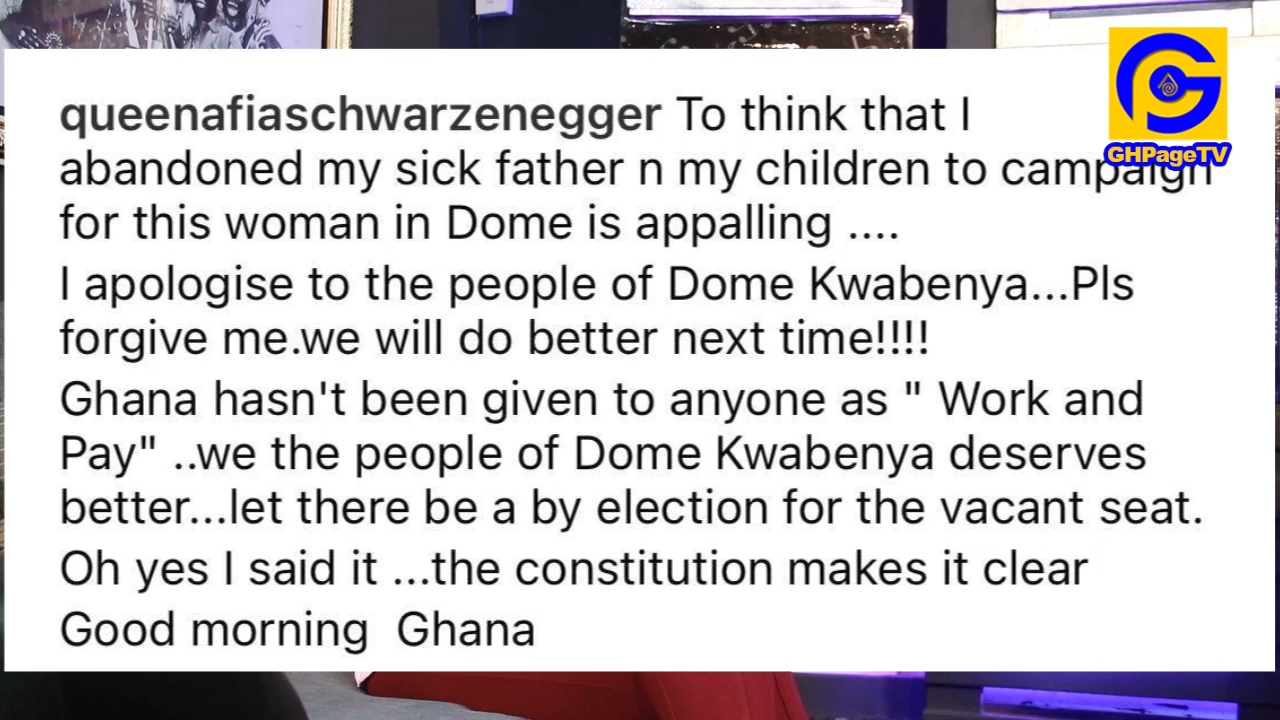 queenafiaschwarzenegger To think that I
abandoned my sick father n my children to campaign
for this woman in Dome is appalling ....
I apologise to the people of Dome Kwabenya...Pls
forgive me.we will do better next time!!!!
Ghana hasn't been given to anyone as " Work and
Pay" ..we the people of Dome Kwabenya deserves
better...let there be a by election for the vacant seat.
Oh yes I said it ...the constitution makes it clear
Good morning  Ghana
GHPageTV